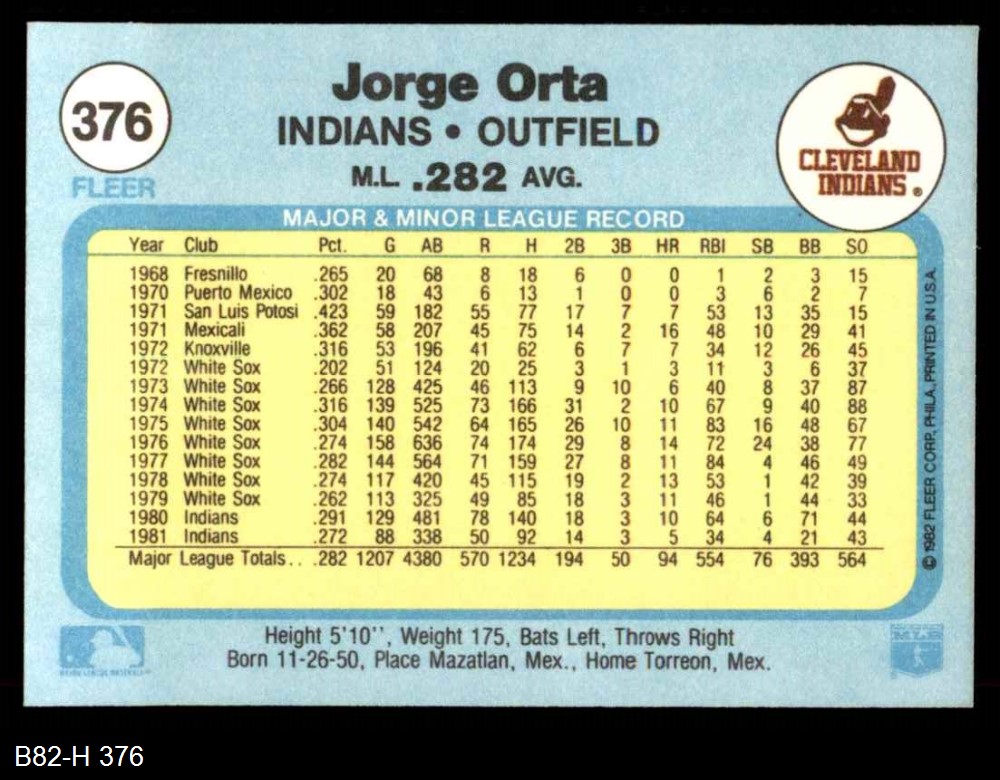 Jorge Orta
376
INDIANS • OUTFIELD
FLEER
M.L. .282 AVG.
CLEVELAND
INDIANS ®
MAJOR & MINOR LEAGUE RECORD
Year Club Pct. G AB R H 2B 3B HR RBI SB BB SO
1968 Fresnillo .265 20 68 8 18 6 0 0 1 2 3 15
1970 Puerto Mexico .302 18 43 6 13 1 0 0 3 6 2 7
1971 San Luis Potosi .423 59 182 55 77 17 7 7 53 13 35 15
1971 Mexicali .362 58 207 45 75 14 2 16 48 10 29 41
1972 Knoxville .316 53 196 41 62 6 7 7 34 12 26 45
1972 White Sox .202 51 124 20 25 3 1 3 11 3 6 37
1973 White Sox .266 128 425 46 113 9 10 6 40 8 37 87
1974 White Sox .316 139 525 73 166 31 2 10 67 9 40 88
1975 White Sox .304 140 542 64 165 26 10 11 83 16 48 67
1976 White Sox .274 158 636 74 174 29 8 14 72 24 38 77
1977 White Sox .282 144 564 71 159 27 8 11 84 4 46 49
1978 White Sox .274 117 420 45 115 19 2 13 53 1 42 39
1979 White Sox .262 113 325 49 85 18 3 11 46 1 44 33
1980 Indians .291 129 481 78 140 18 3 10 64 6 71 44
1981 Indians .272 88 338 50 92 14 3 5 34 4 21 43
Major League Totals... .282 1207 4380 570 1234 194 50 94 554 76 393 564
© 1982 FLEER CORP., PHILA., PRINTED IN U.S.A.
Height 5'10'', Weight 175, Bats Left, Throws Right
Born 11-26-50, Place Mazatlan, Mex., Home Torreon, Mex.
MLB
B82-H 376